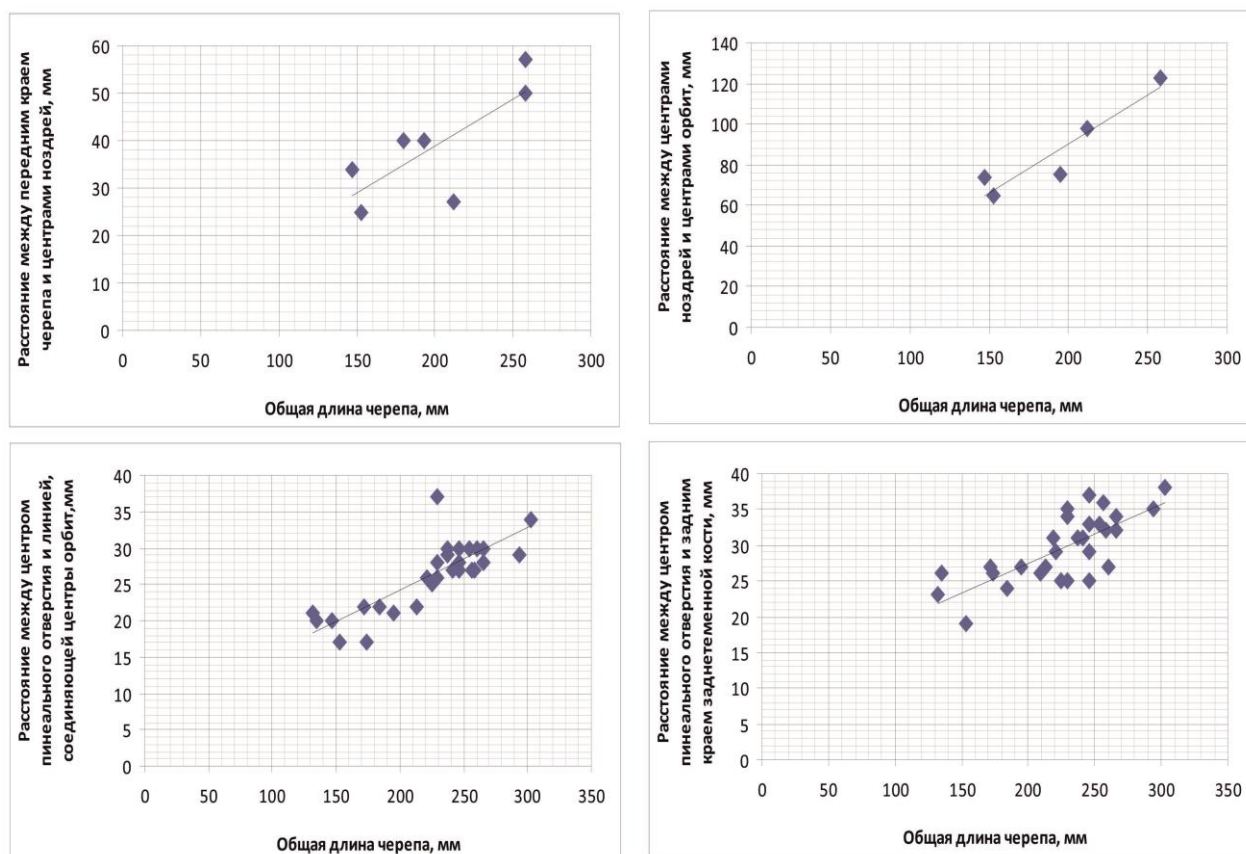 Расстояние между передним краем
черепа и центрами ноздрей, мм
60
50
40
30
20
10
0
0 50 100 150 200 250 300
Общая длина черепа, мм
Расстояние между центрами
ноздрей и центрами орбит, мм
140
120
100
80
60
40
20
0
0 50 100 150 200 250 300
Общая длина черепа, мм
Расстояние между центром
пинеального отверстия и линией,
соединяющей центры орбит,мм
40
35
30
25
20
15
10
5
0
0 50 100 150 200 250 300 350
Общая длина черепа, мм
Расстояние между центром
пинеального отверстия и задним
краем заднетеменной кости, мм
40
35
30
25
20
15
10
5
0
0 50 100 150 200 250 300 350
Общая длина черепа, мм